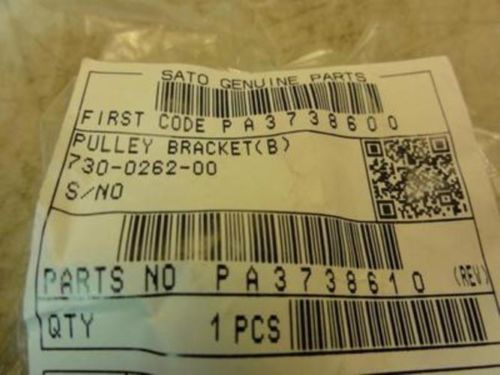 SATO GENUINE PARTS
FIRST CODE PA3738600
PULLEY BRACKET(B)
730-0262-00
S/NO
PARTS NO PA3738610 (REV)
QTY 1 PCS